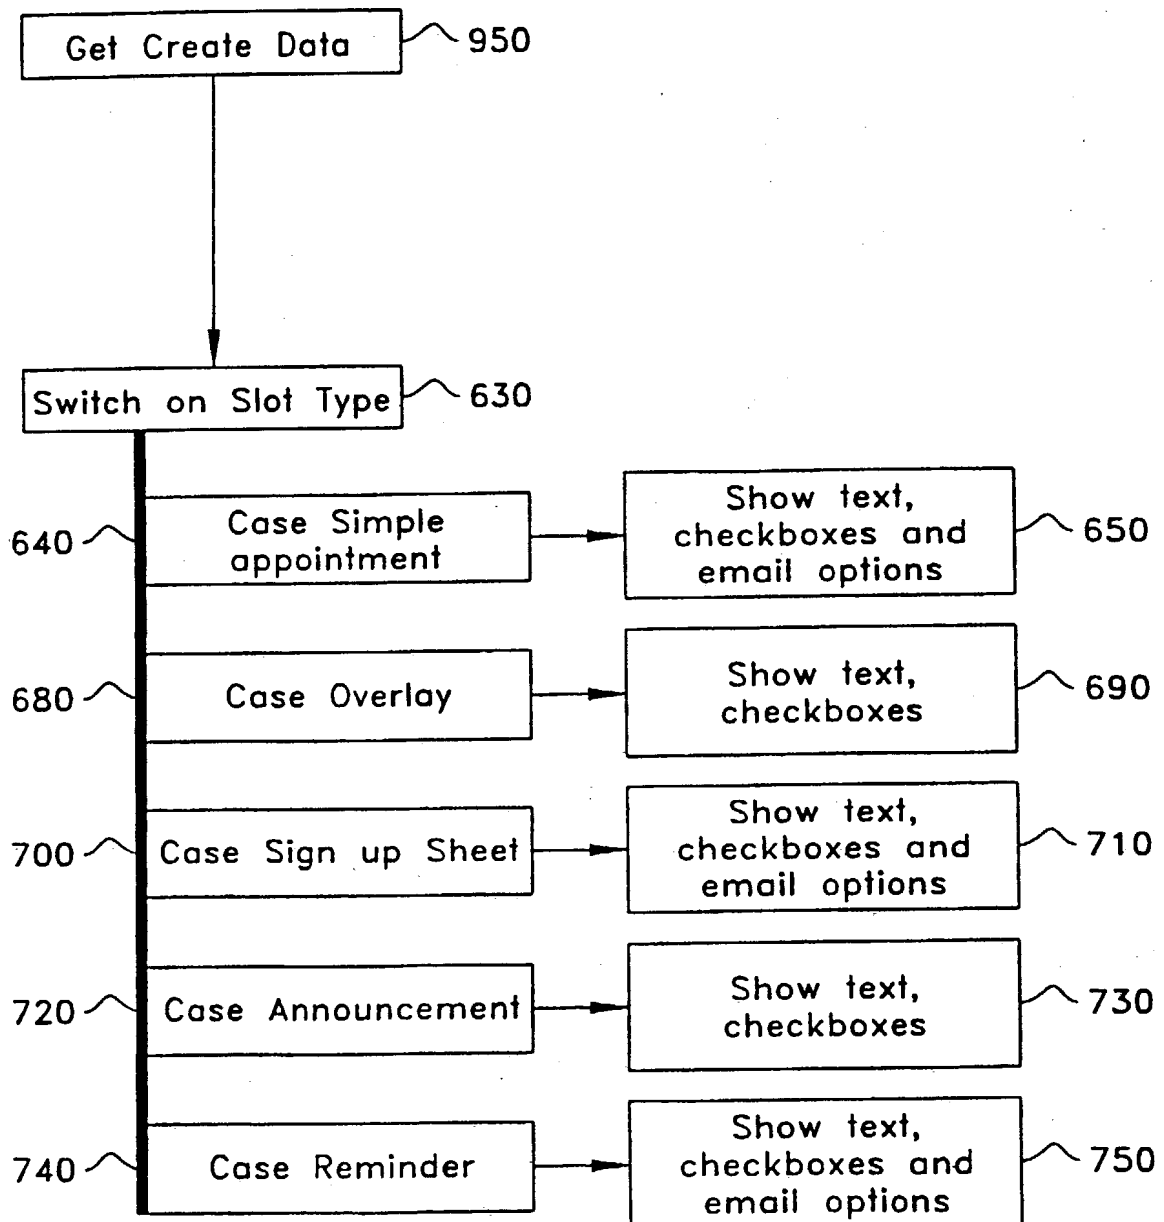 Get Create Data
950
Switch on Slot Type
630
640
Case Simple
appointment
Show text,
checkboxes and
email options
650
680
Case Overlay
Show text,
checkboxes
690
700
Case Sign up Sheet
Show text,
checkboxes and
email options
710
720
Case Announcement
Show text,
checkboxes
730
740
Case Reminder
Show text,
checkboxes and
email options
750